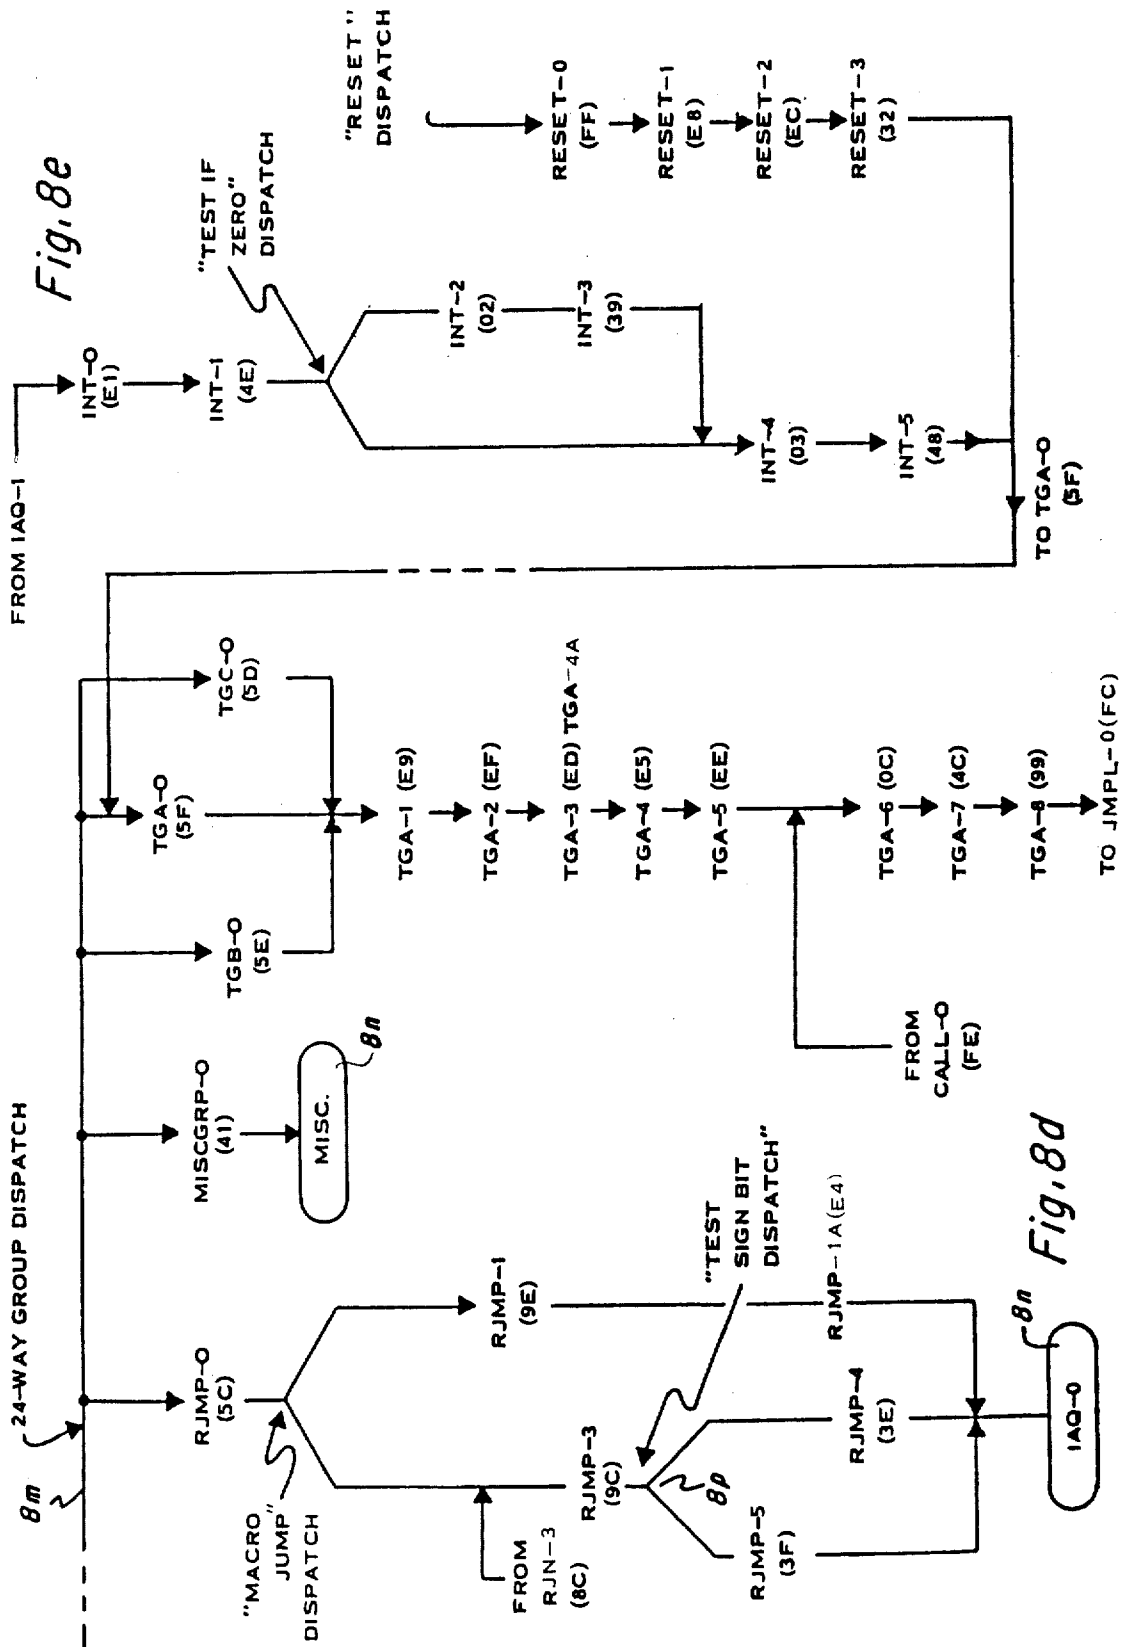 8m
24-WAY GROUP DISPATCH
RJMP-0
(5C)
"MACRO
JUMP"
DISPATCH
RJMP-1
(9E)
FROM
RJN-3
(8C)
RJMP-3
(9C)
"TEST
SIGN BIT
DISPATCH"
8p
RJMP-5
(3F)
RJMP-4
(3E)
RJMP-1A(E4)
IAQ-0
8n
Fig. 8d
MISCGRP-0
(41)
MISC.
8n
TGB-0
(5E)
TGA-0
(5F)
TGC-0
(5D)
TGA-1 (E9)
TGA-2 (EF)
TGA-3 (ED) TGA-4A
TGA-4 (E5)
TGA-5 (EE)
FROM
CALL-0
(FE)
TGA-6 (0C)
TGA-7 (4C)
TGA-8 (99)
TO JMPL-0(FC)
FROM IAQ-1
Fig. 8e
INT-0
(E1)
INT-1
(4E)
"TEST IF
ZERO"
DISPATCH
INT-2
(02)
INT-3
(39)
INT-4
(03)
INT-5
(48)
TO TGA-0
(5F)
"RESET"
DISPATCH
RESET-0
(FF)
RESET-1
(E8)
RESET-2
(EC)
RESET-3
(32)